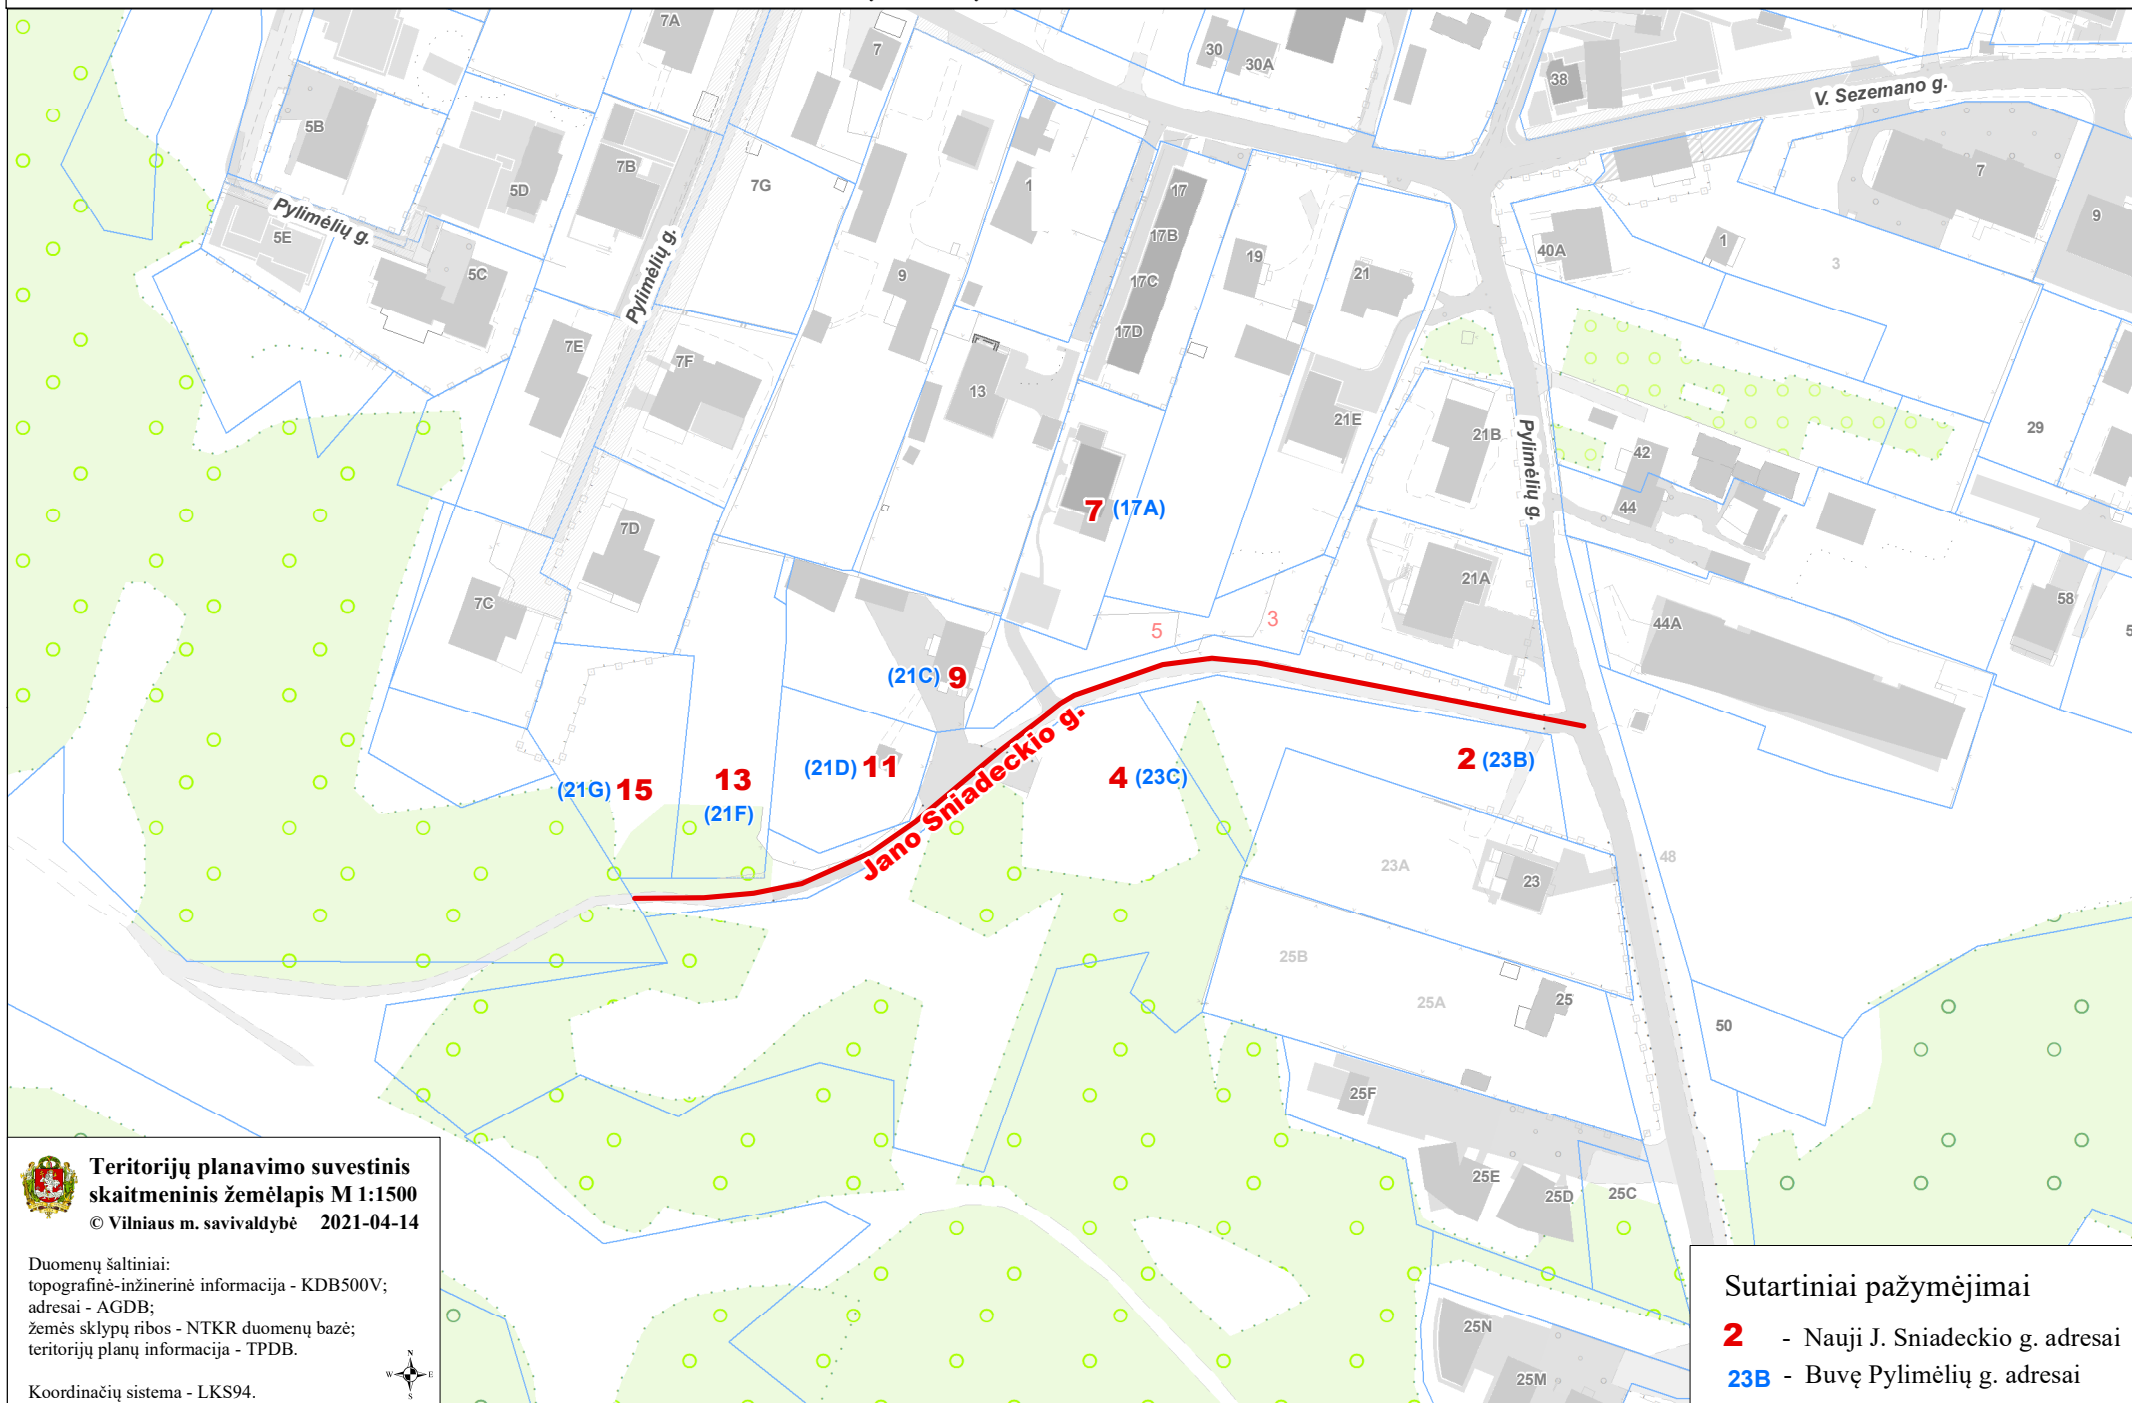 7A
7
30
30A
38
V. Sezemano g.
5B
5D
7B
7G
1
17
7
9
5E
Pylimėlių g.
5C
Pylimėlių g.
9
17B
17C
17D
19
21
40A
1
3
7E
7F
13
21E
21B
Pylimėlių g.
42
44
29
7 (17A)
7D
7C
21A
44A
58
5
5
3
(21C) 9
Jano Sniadeckio g.
(21G) 15
13
(21F)
(21D) 11
4 (23C)
2 (23B)
23A
23
48
25B
25A
25
50
25F
25E
25D
25C
25N
25M
Teritorijų planavimo suvestinis
skaitmeninis žemėlapis M 1:1500
© Vilniaus m. savivaldybė 2021-04-14
Duomenų šaltiniai:
topografinė-inžinerinė informacija - KDB500V;
adresai - AGDB;
žemės sklypų ribos - NTKR duomenų bazė;
teritorijų planų informacija - TPDB.
Koordinačių sistema - LKS94.
N
W E
S
Sutartiniai pažymėjimai
2 - Nauji J. Sniadeckio g. adresai
23B - Buvę Pylimėlių g. adresai